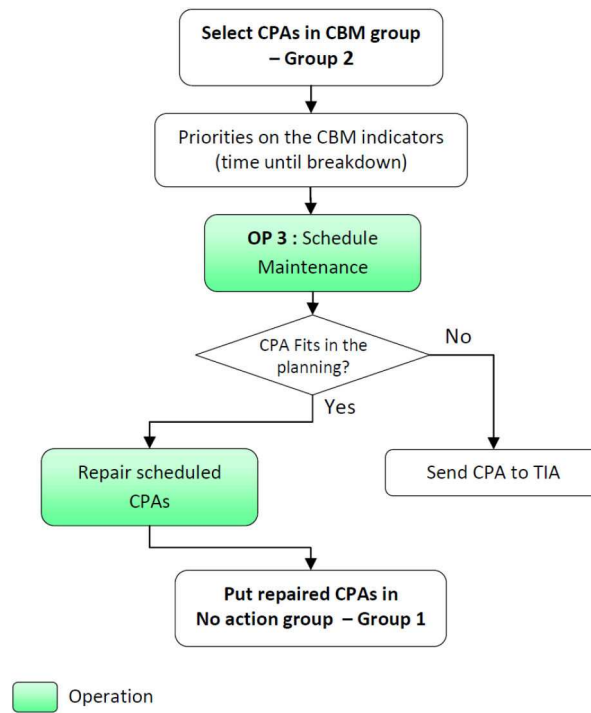 Select CPAs in CBM group
– Group 2
Priorities on the CBM indicators
(time until breakdown)
OP 3 : Schedule
Maintenance
CPA Fits in the
planning?
No
Yes
Repair scheduled
CPAs
Send CPA to TIA
Put repaired CPAs in
No action group – Group 1
Operation